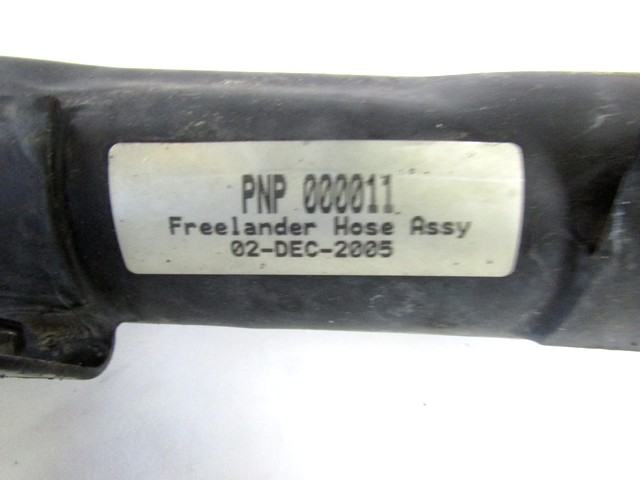 PNP 000011
Freelander Hose Assy
02-DEC-2005